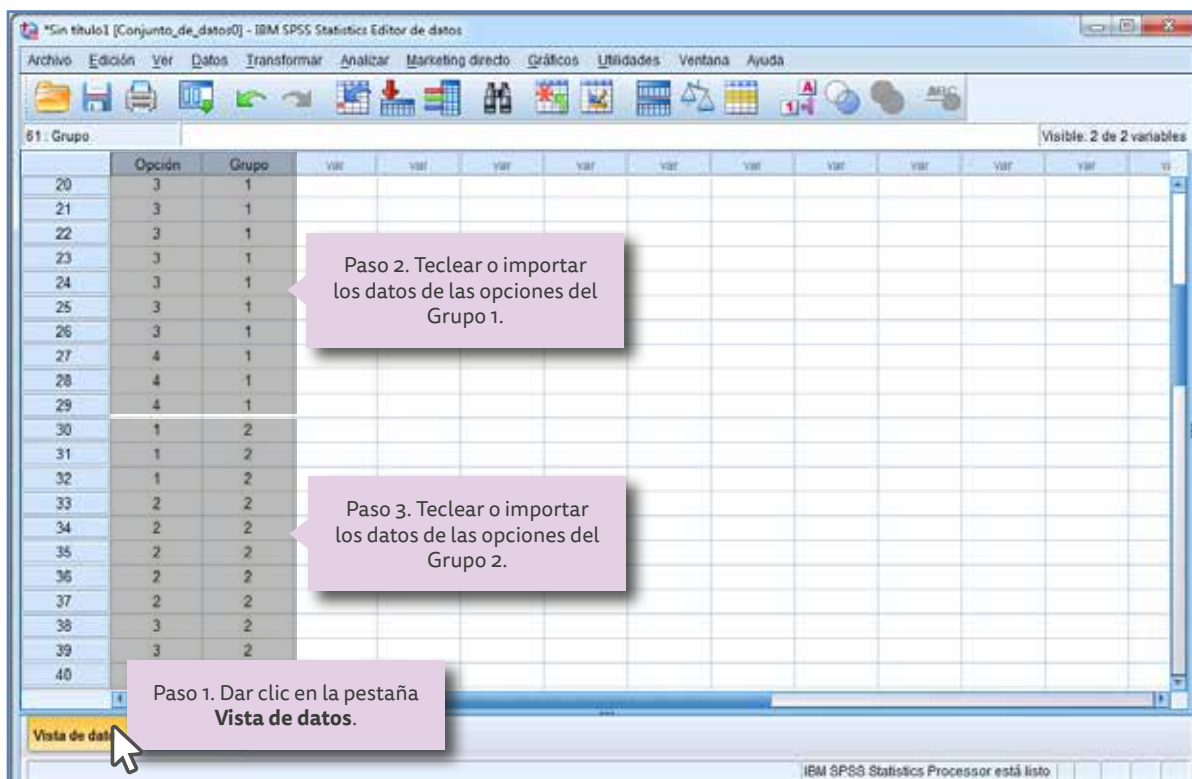 *Sin título1 [Conjunto_de_datos0] - IBM SPSS Statistics Editor de datos
Archivo Edición Ver Datos Transformar Analizar Marketing directo Gráficos Utilidades Ventana Ayuda
61 : Grupo
Visible: 2 de 2 variables
Opción Grupo var var var var var var var var var var
20 3 1
21 3 1
22 3 1
23 3 1
24 3 1
25 3 1
26 3 1
27 4 1
28 4 1
29 4 1
30 1 2
31 1 2
32 1 2
33 2 2
34 2 2
35 2 2
36 2 2
37 2 2
38 3 2
39 3 2
40
Paso 2. Teclear o importar
los datos de las opciones del
Grupo 1.
Paso 3. Teclear o importar
los datos de las opciones del
Grupo 2.
Paso 1. Dar clic en la pestaña
Vista de datos.
Vista de dat
IBM SPSS Statistics Processor está listo